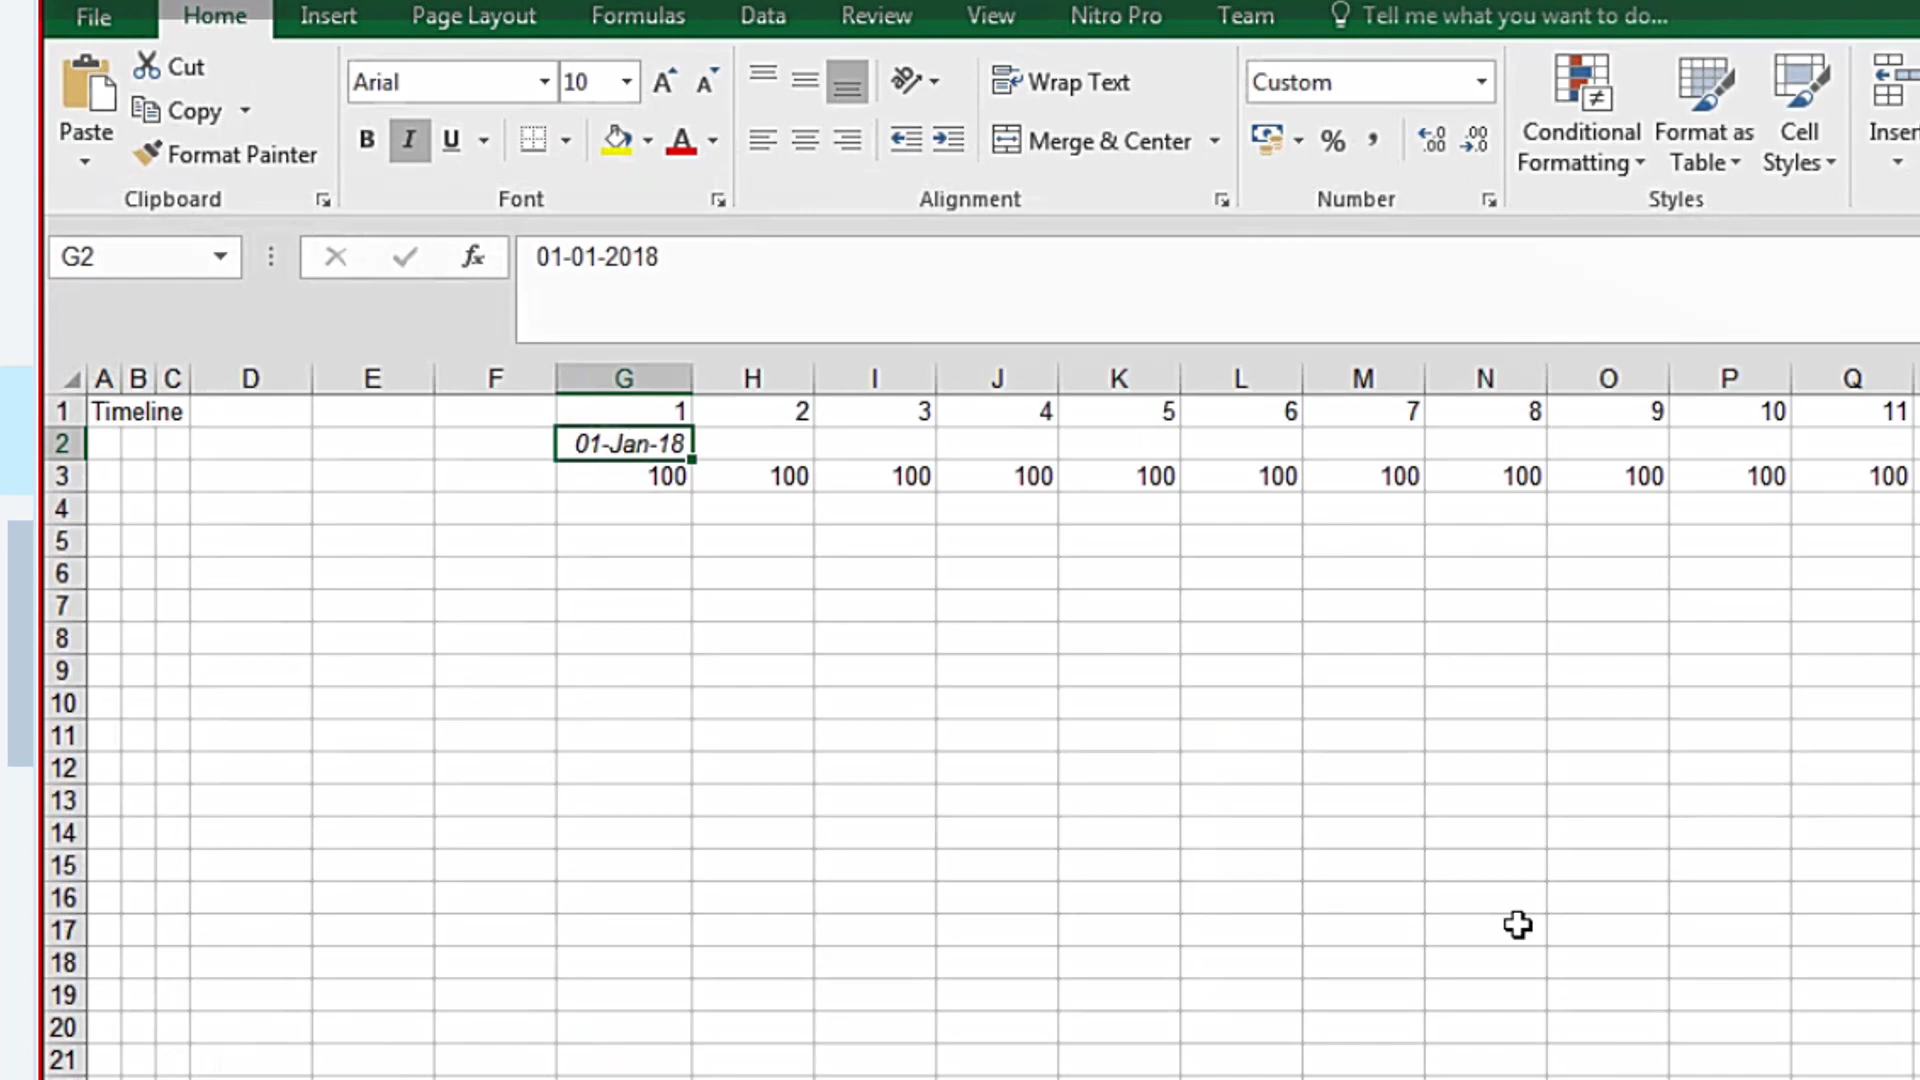 File Home Insert Page Layout Formulas Data Review View Nitro Pro Team Tell me what you want to do...
Paste Cut Copy Format Painter
Clipboard
Arial 10 A A
B I U A
Font
Wrap Text
Merge & Center
Alignment
Custom
% , .0 .00 .00 .0
Number
Conditional Formatting Format as Table Cell Styles
Styles
Inser
G2 fx 01-01-2018
A B C D E F G H I J K L M N O P Q
1 Timeline 1 2 3 4 5 6 7 8 9 10 11
2 01-Jan-18
3 100 100 100 100 100 100 100 100 100 100 100
4
5
6
7
8
9
10
11
12
13
14
15
16
17
18
19
20
21